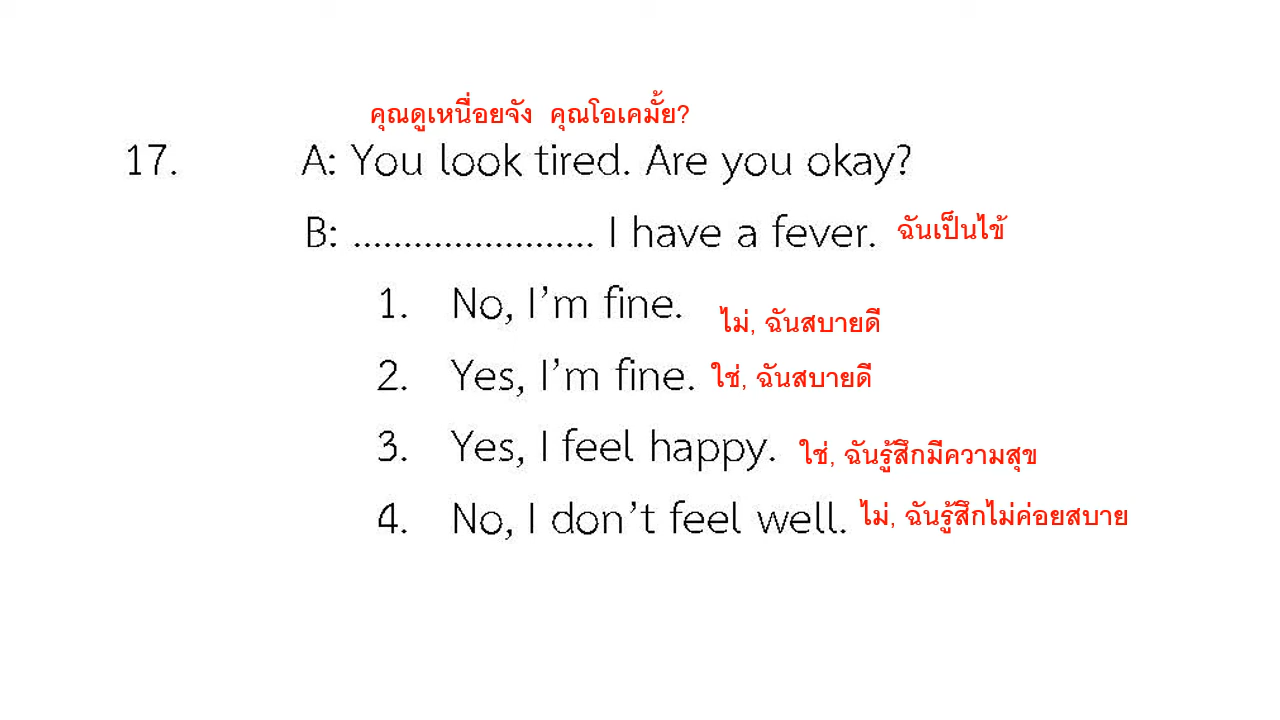 คุณดูเหนื่อยจัง คุณโอเคมั้ย?
17. A: You look tired. Are you okay?
B: ........................ I have a fever. ฉันเป็นไข้
1. No, I'm fine. ไม่, ฉันสบายดี
2. Yes, I'm fine. ใช่, ฉันสบายดี
3. Yes, I feel happy. ใช่, ฉันรู้สึกมีความสุข
4. No, I don't feel well. ไม่, ฉันรู้สึกไม่ค่อยสบาย